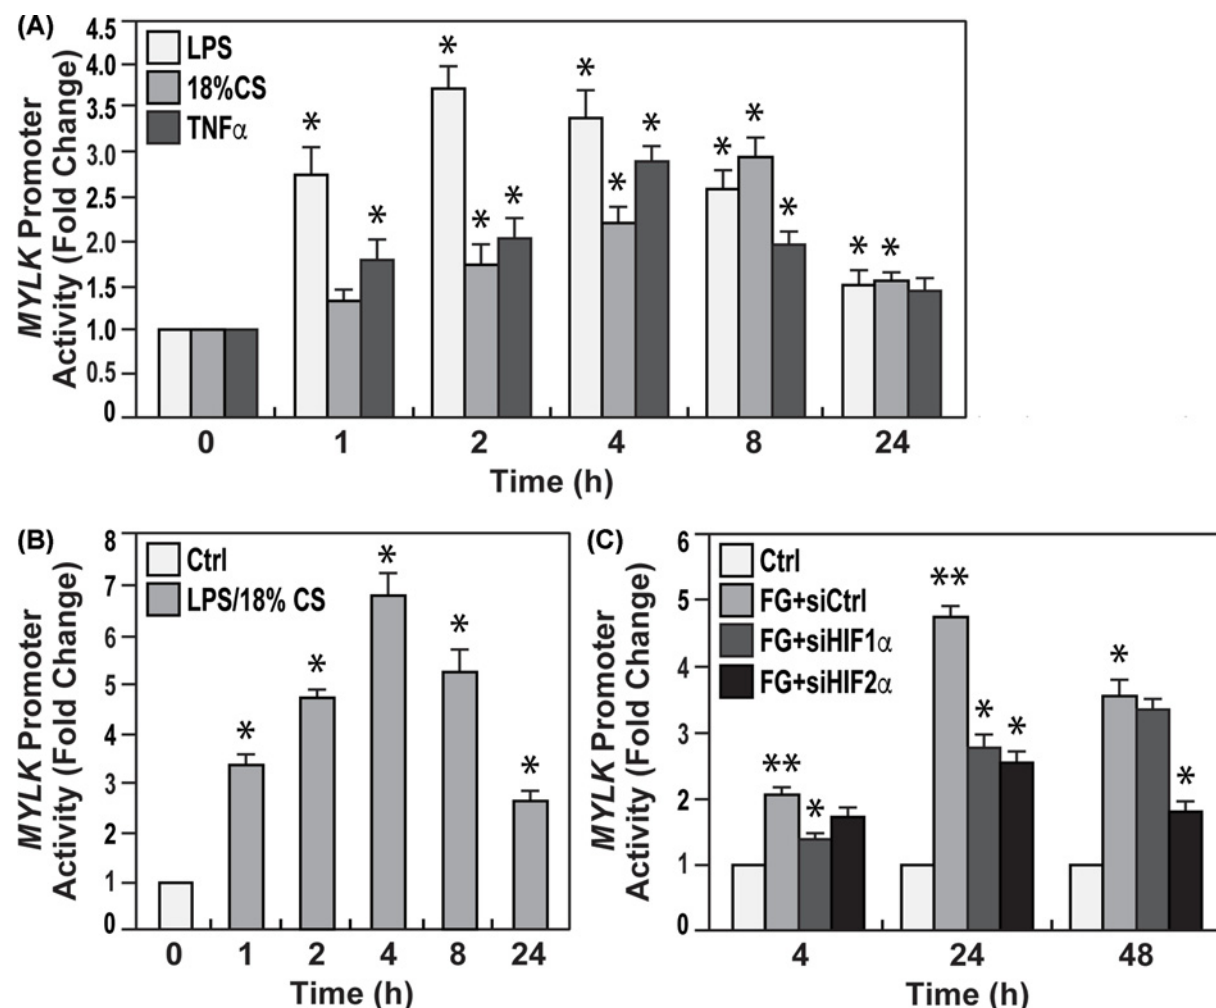 (A)
MYLK Promoter
Activity (Fold Change)
4.5
4.0
3.5
3.0
2.5
2.0
1.5
1.0
0.5
0
LPS
18%CS
TNFα
* * * * * * * * * * * * *
0 1 2 4 8 24
Time (h)
(B)
MYLK Promoter
Activity (Fold Change)
8
7
6
5
4
3
2
1
0
Ctrl
LPS/18% CS
* * * * *
0 1 2 4 8 24
Time (h)
(C)
MYLK Promoter
Activity (Fold Change)
6
5
4
3
2
1
0
Ctrl
FG+siCtrl
FG+siHIF1α
FG+siHIF2α
** * ** * * * *
4 24 48
Time (h)